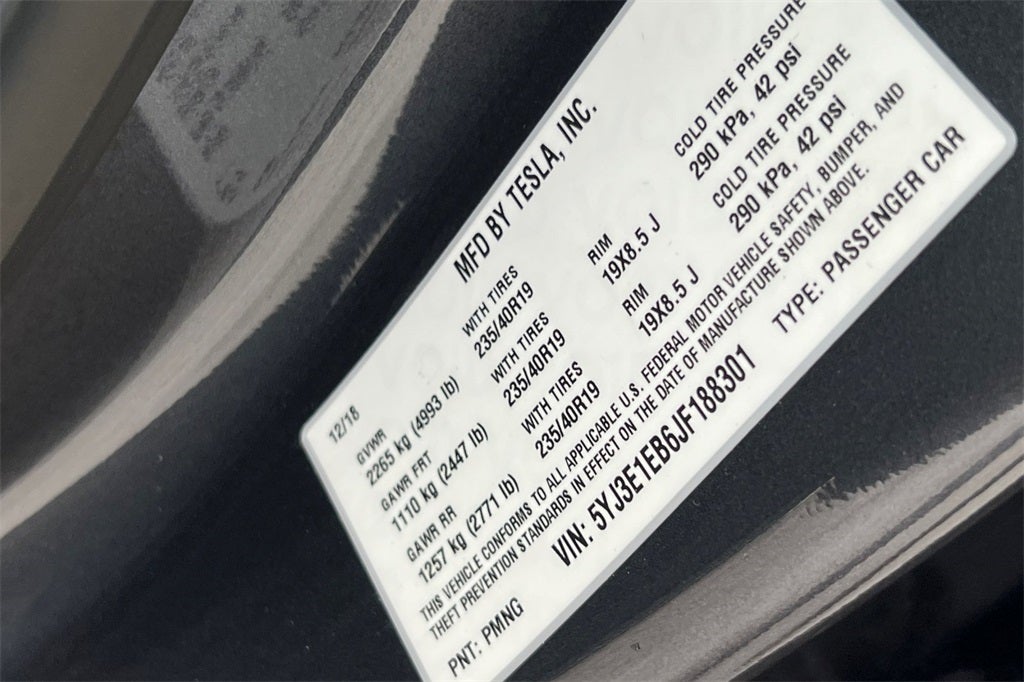 MFD BY TESLA, INC.
12/18
GVWR WITH TIRES RIM COLD TIRE PRESSURE
2265 kg (4993 lb) 235/40R19 19X8.5 J 290 kPa, 42 psi
GAWR FRT WITH TIRES RIM COLD TIRE PRESSURE
1110 kg (2447 lb) 235/40R19 19X8.5 J 290 kPa, 42 psi
GAWR RR WITH TIRES
1257 kg (2771 lb) 235/40R19
THIS VEHICLE CONFORMS TO ALL APPLICABLE U.S. FEDERAL MOTOR VEHICLE SAFETY, BUMPER, AND
THEFT PREVENTION STANDARDS IN EFFECT ON THE DATE OF MANUFACTURE SHOWN ABOVE.
VIN: 5YJ3E1EB6JF188301
PNT: PMNG TYPE: PASSENGER CAR